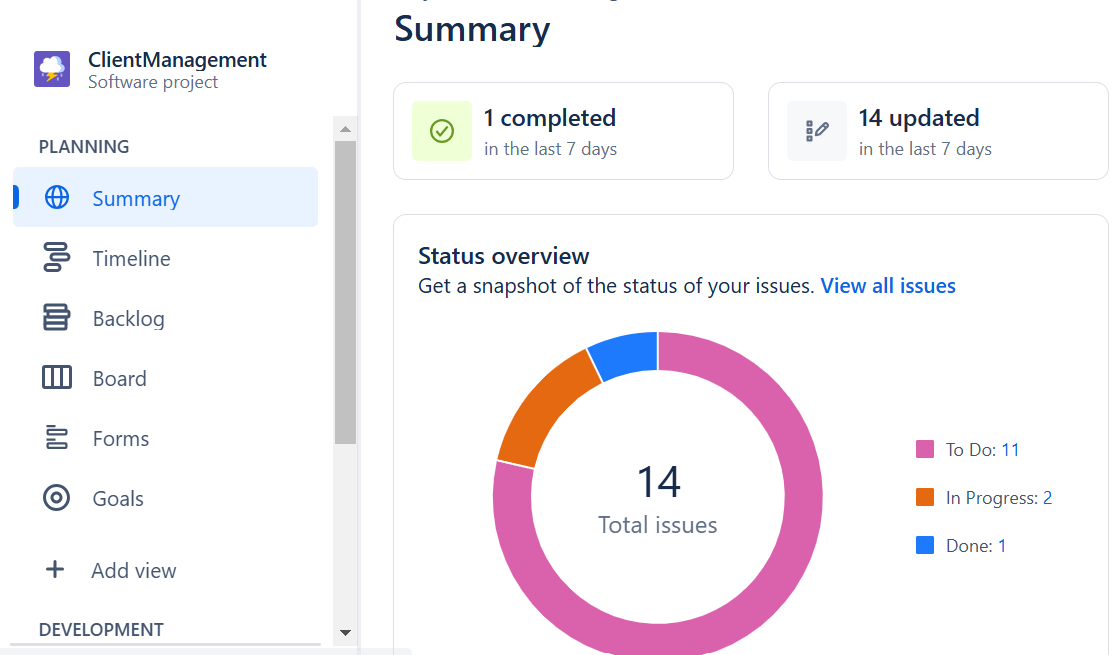 ClientManagement
Software project
PLANNING
Summary
Timeline
Backlog
Board
Forms
Goals
Add view
DEVELOPMENT
Summary
1 completed
in the last 7 days
14 updated
in the last 7 days
Status overview
Get a snapshot of the status of your issues. View all issues
14
Total issues
To Do: 11
In Progress: 2
Done: 1